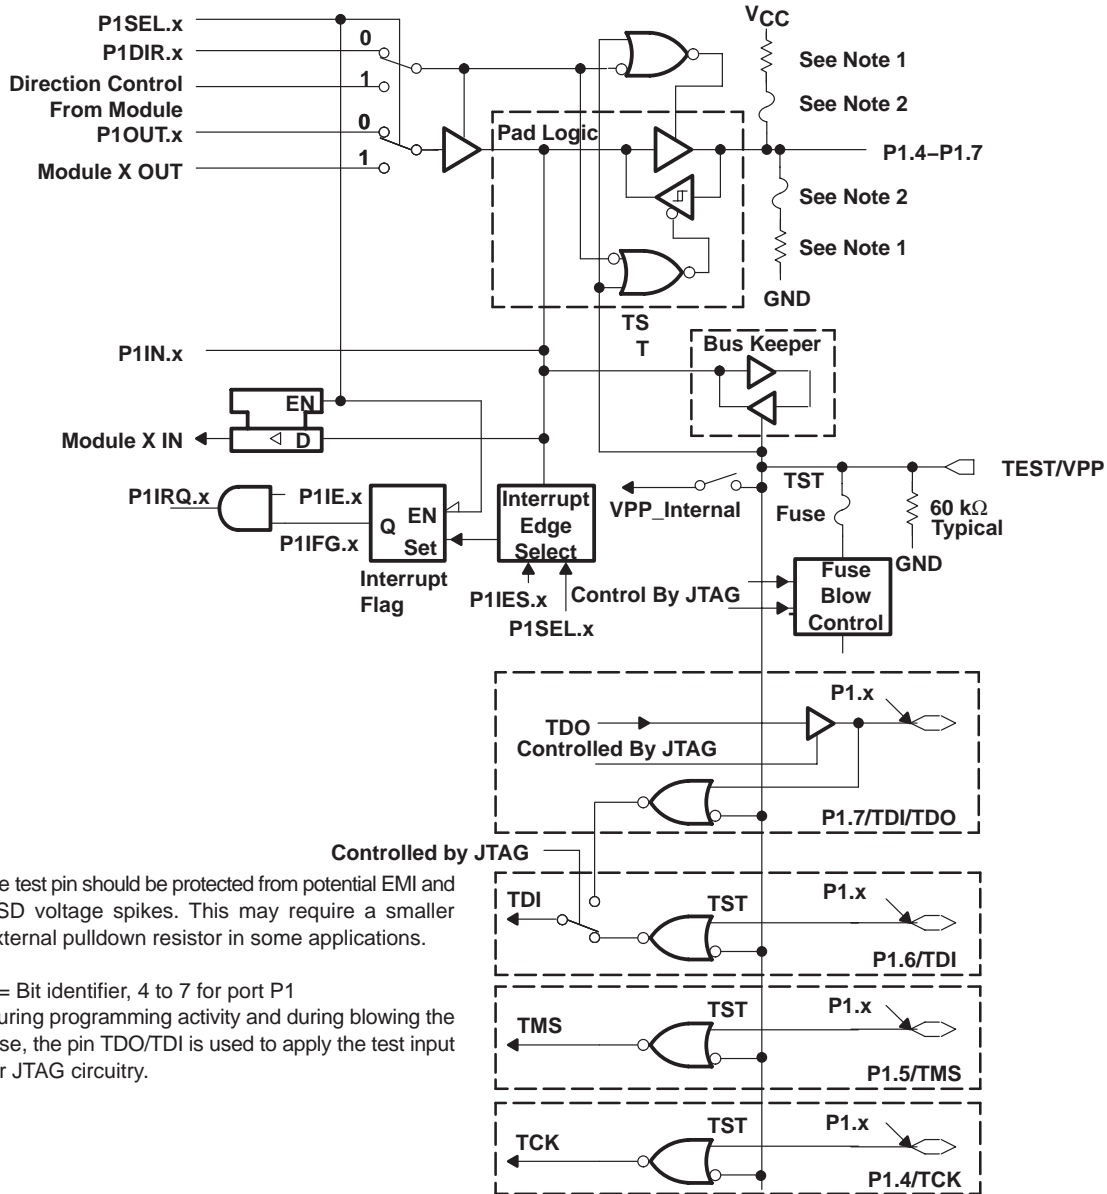 P1SEL.x
P1DIR.x
Direction Control
From Module
P1OUT.x
Module X OUT
0
1
0
1
Pad Logic
VCC
See Note 1
See Note 2
P1.4–P1.7
See Note 2
See Note 1
GND
TS
T
P1IN.x
Bus Keeper
EN
D
Module X IN
TEST/VPP
TST
VPP_Internal
Fuse
60 kΩ
Typical
GND
P1IRQ.x
P1IE.x
P1IFG.x
Q
EN
Set
Interrupt
Flag
Interrupt
Edge
Select
P1IES.x
P1SEL.x
Control By JTAG
Fuse
Blow
Control
P1.x
TDO
Controlled By JTAG
P1.7/TDI/TDO
Controlled by JTAG
TDI
TST
P1.x
P1.6/TDI
e test pin should be protected from potential EMI and
SD voltage spikes. This may require a smaller
xternal pulldown resistor in some applications.
= Bit identifier, 4 to 7 for port P1
uring programming activity and during blowing the
se, the pin TDO/TDI is used to apply the test input
r JTAG circuitry.
TMS
TST
P1.x
P1.5/TMS
TCK
TST
P1.x
P1.4/TCK